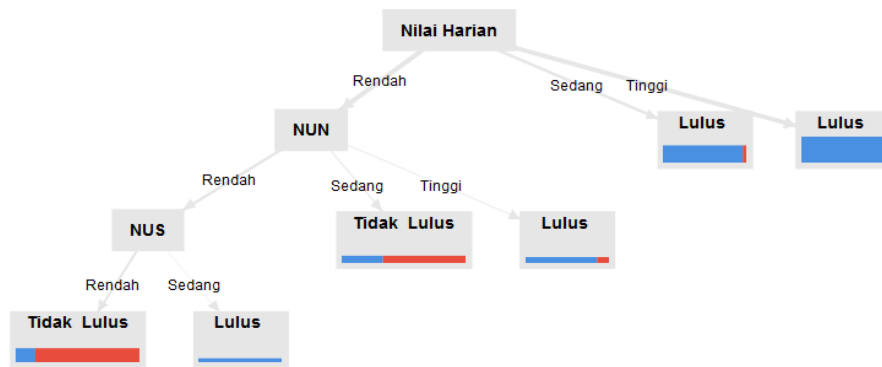 Nilai Harian
Rendah
Sedang
Tinggi
NUN
Lulus
Lulus
Rendah
Sedang
Tinggi
NUS
Tidak Lulus
Lulus
Rendah
Sedang
Tidak Lulus
Lulus